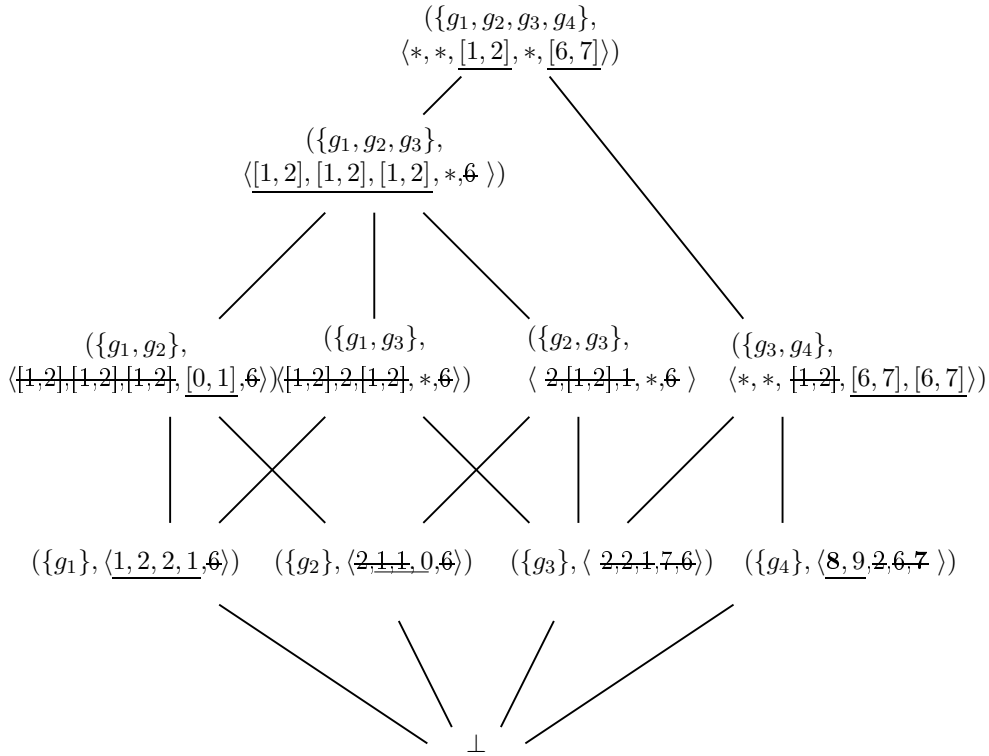 ({g₁, g₂, g₃, g₄},
⟨∗, ∗, [1, 2], ∗, [6, 7]⟩)
({g₁, g₂, g₃},
⟨[1, 2], [1, 2], [1, 2], ∗,6 ⟩)
({g₁, g₂},
⟨[1,2],[1,2],[1,2], [0, 1],6⟩)
({g₁, g₃},
⟨[1,2],2,[1,2], ∗,6⟩)
({g₂, g₃},
⟨ 2,[1,2],1, ∗,6 ⟩
({g₃, g₄},
⟨∗, ∗, [1,2], [6, 7], [6, 7]⟩)
({g₁}, ⟨1, 2, 2, 1,6⟩)
({g₂}, ⟨2,1,1, 0,6⟩)
({g₃}, ⟨ 2,2,1,7,6⟩)
({g₄}, ⟨8, 9,2,6,7 ⟩)
⊥